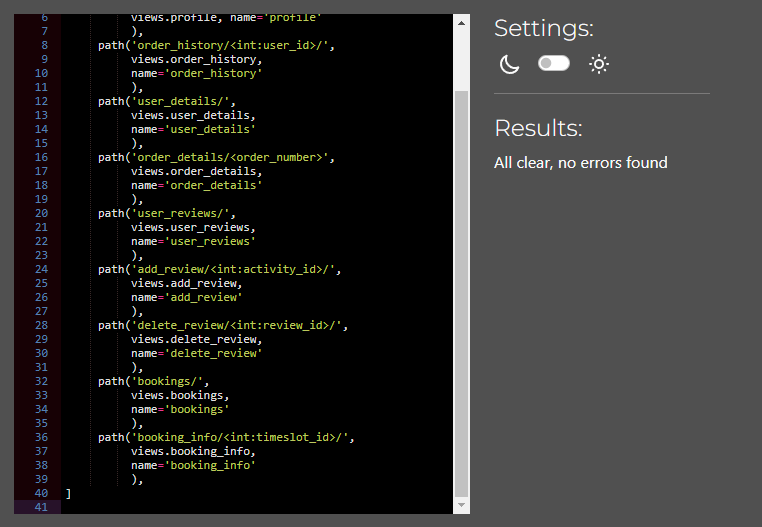 6 views.profile, name='profile'
7 ),
8 path('order_history/<int:user_id>/',
9 views.order_history,
10 name='order_history'
11 ),
12 path('user_details/',
13 views.user_details,
14 name='user_details'
15 ),
16 path('order_details/<order_number>',
17 views.order_details,
18 name='order_details'
19 ),
20 path('user_reviews/',
21 views.user_reviews,
22 name='user_reviews'
23 ),
24 path('add_review/<int:activity_id>/',
25 views.add_review,
26 name='add_review'
27 ),
28 path('delete_review/<int:review_id>/',
29 views.delete_review,
30 name='delete_review'
31 ),
32 path('bookings/',
33 views.bookings,
34 name='bookings'
35 ),
36 path('booking_info/<int:timeslot_id>/',
37 views.booking_info,
38 name='booking_info'
39 ),
40 ]
41
Settings:
Results:
All clear, no errors found